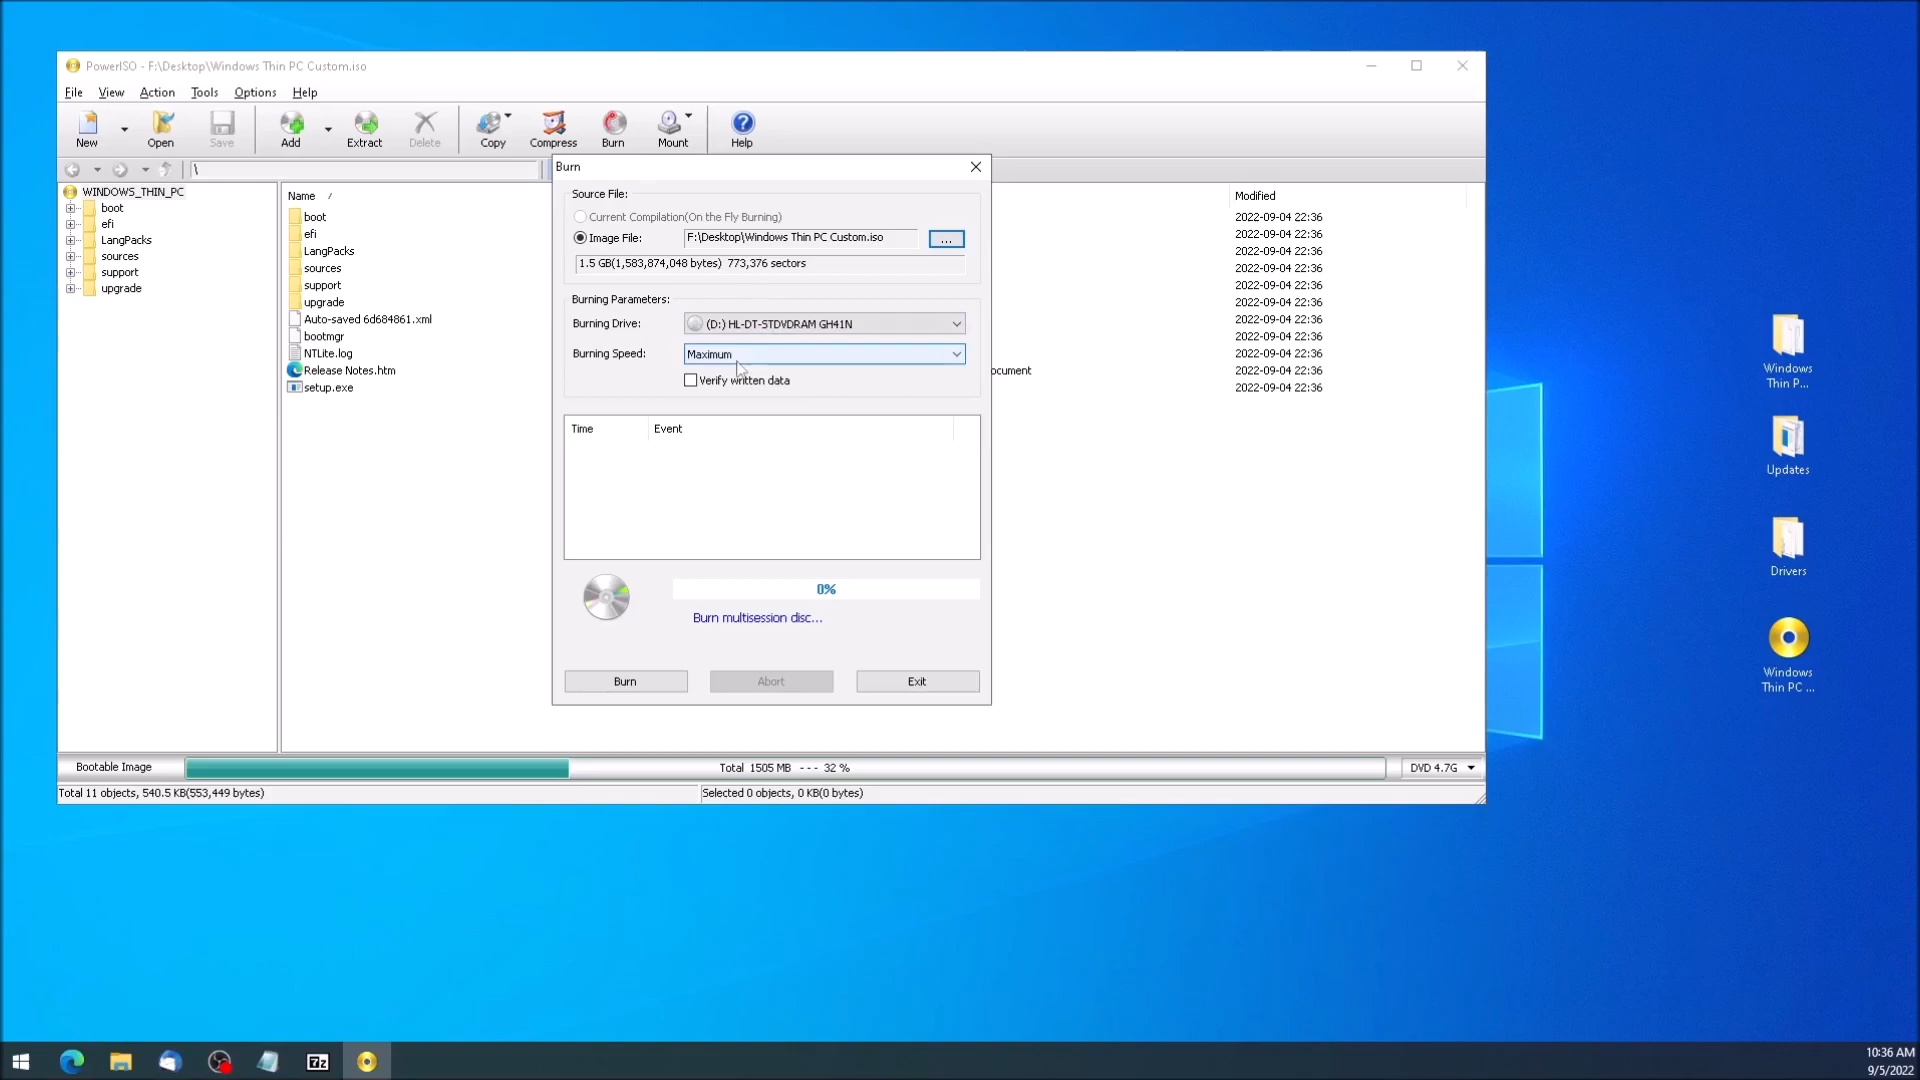 PowerISO - F:\Desktop\Windows Thin PC Custom.iso
File View Action Tools Options Help
New Open Save Add Extract Delete Copy Compress Burn Mount Help
\
WINDOWS_THIN_PC
boot
efi
LangPacks
sources
support
upgrade
Name / Modified
boot 2022-09-04 22:36
efi 2022-09-04 22:36
LangPacks 2022-09-04 22:36
sources 2022-09-04 22:36
support 2022-09-04 22:36
upgrade 2022-09-04 22:36
Auto-saved 6d684861.xml 2022-09-04 22:36
bootmgr 2022-09-04 22:36
NTLite.log 2022-09-04 22:36
Release Notes.htm ocument 2022-09-04 22:36
setup.exe 2022-09-04 22:36
Burn
Source File:
Current Compilation(On the Fly Burning)
Image File: F:\Desktop\Windows Thin PC Custom.iso ...
1.5 GB(1,583,874,048 bytes) 773,376 sectors
Burning Parameters:
Burning Drive: (D:) HL-DT-STDVDRAM GH41N
Burning Speed: Maximum
Verify written data
Time Event
0%
Burn multisession disc...
Burn Abort Exit
Bootable Image Total 1505 MB --- 32 % DVD 4.7G
Total 11 objects, 540.5 KB(553,449 bytes) Selected 0 objects, 0 KB(0 bytes)
Windows
Thin P...
Updates
Drivers
Windows
Thin PC ...
7z
10:36 AM
9/5/2022